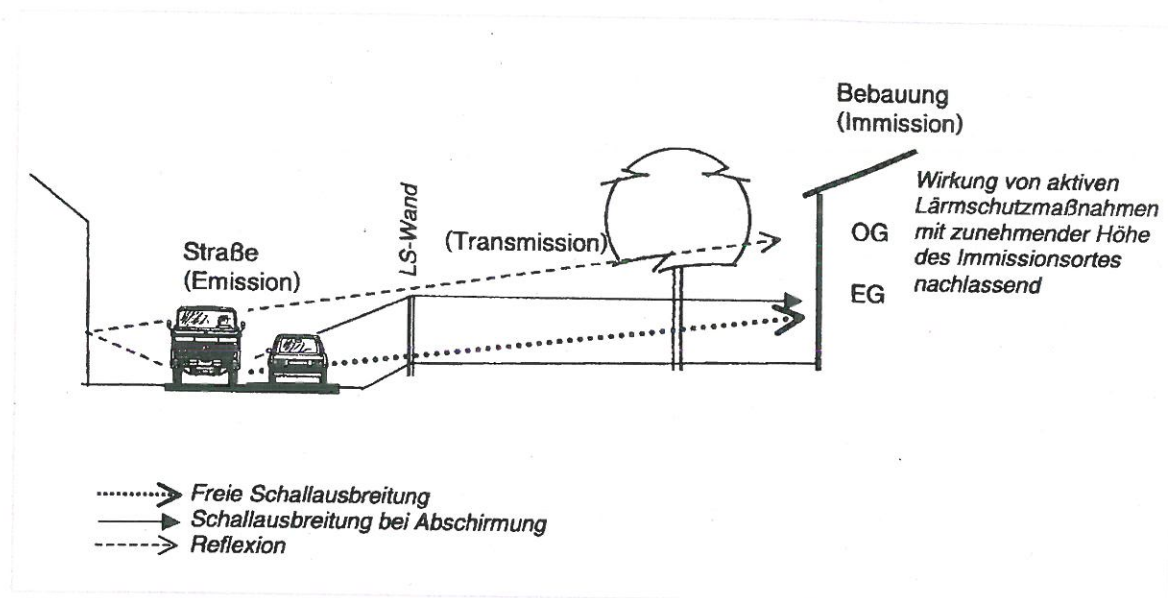 Bebauung
(Immission)
Wirkung von aktiven
Lärmschutzmaßnahmen
mit zunehmender Höhe
des Immissionsortes
nachlassend
OG
EG
LS-Wand
(Transmission)
Straße
(Emission)
Freie Schallausbreitung
Schallausbreitung bei Abschirmung
Reflexion